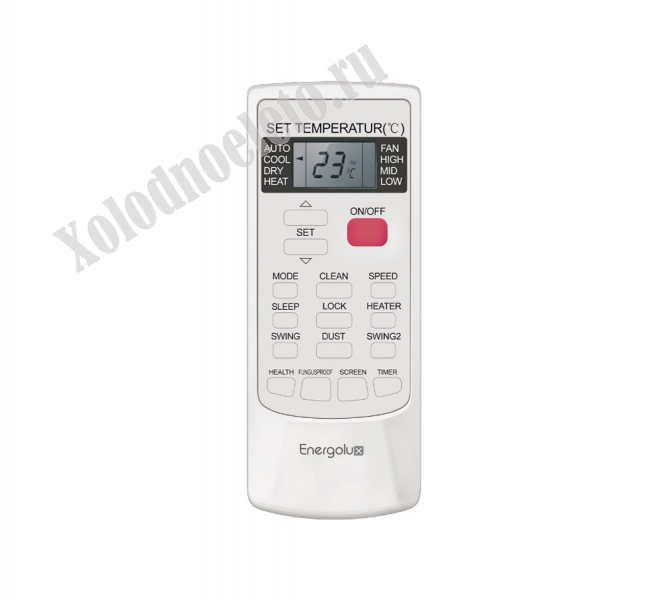 Xolodnoeleto.ru
SET TEMPERATUR(℃)
AUTO
COOL
DRY
HEAT
23
℃
FAN
HIGH
MID
LOW
ON/OFF
SET
MODE CLEAN SPEED
SLEEP LOCK HEATER
SWING DUST SWING2
HEALTH FUNGUSPROOF SCREEN TIMER
Energolux